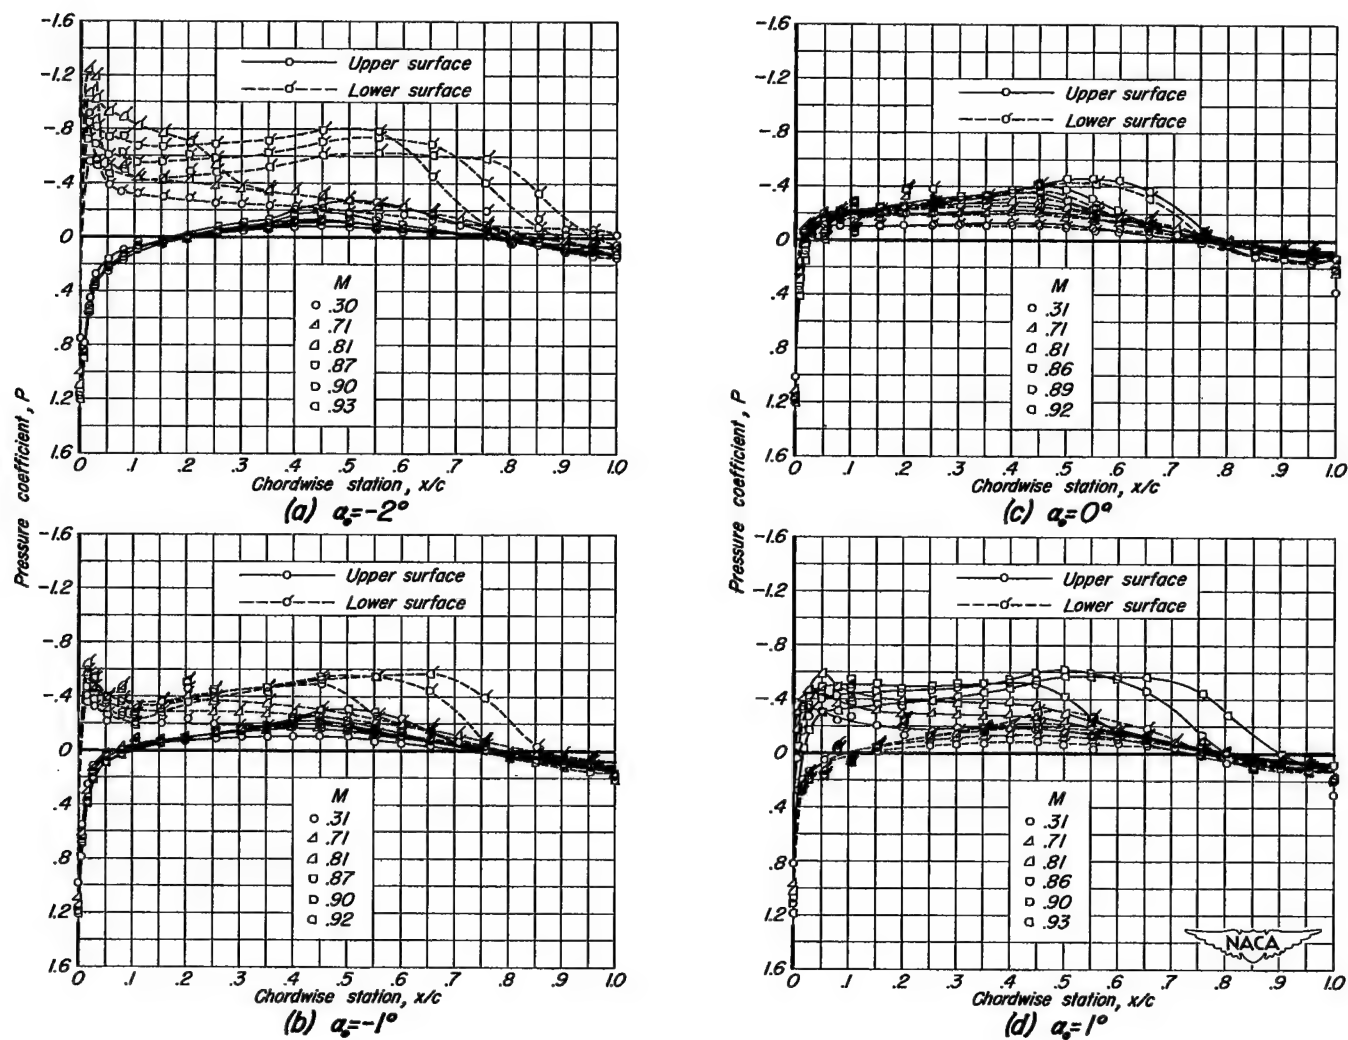 Pressure coefficient, P
-1.6
-1.2
-.8
-.4
0
.4
.8
1.2
1.6
Upper surface
Lower surface
M
.30
.71
.81
.87
.90
.93
0 .1 .2 .3 .4 .5 .6 .7 .8 .9 1.0
Chordwise station, x/c
(a) α₀=-2°
-1.6
-1.2
-.8
-.4
0
.4
.8
1.2
1.6
Upper surface
Lower surface
M
.31
.71
.81
.87
.90
.92
0 .1 .2 .3 .4 .5 .6 .7 .8 .9 1.0
Chordwise station, x/c
(b) α₀=-1°
Pressure coefficient, P
-1.6
-1.2
-.8
-.4
0
.4
.8
1.2
1.6
Upper surface
Lower surface
M
.31
.71
.81
.86
.89
.92
0 .1 .2 .3 .4 .5 .6 .7 .8 .9 1.0
Chordwise station, x/c
(c) α₀=0°
-1.6
-1.2
-.8
-.4
0
.4
.8
1.2
1.6
Upper surface
Lower surface
M
.31
.71
.81
.86
.90
.93
NACA
0 .1 .2 .3 .4 .5 .6 .7 .8 .9 1.0
Chordwise station, x/c
(d) α₀=1°